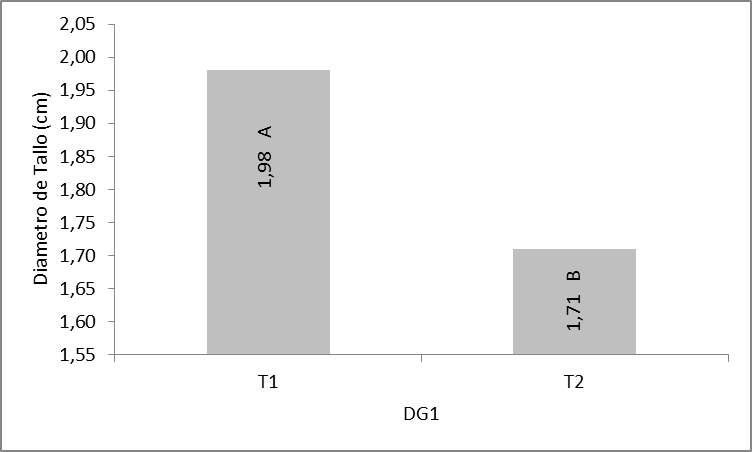 Diametro de Tallo (cm)
2,05
2,00
1,95
1,90
1,85
1,80
1,75
1,70
1,65
1,60
1,55
1,98 A
1,71 B
T1
T2
DG1